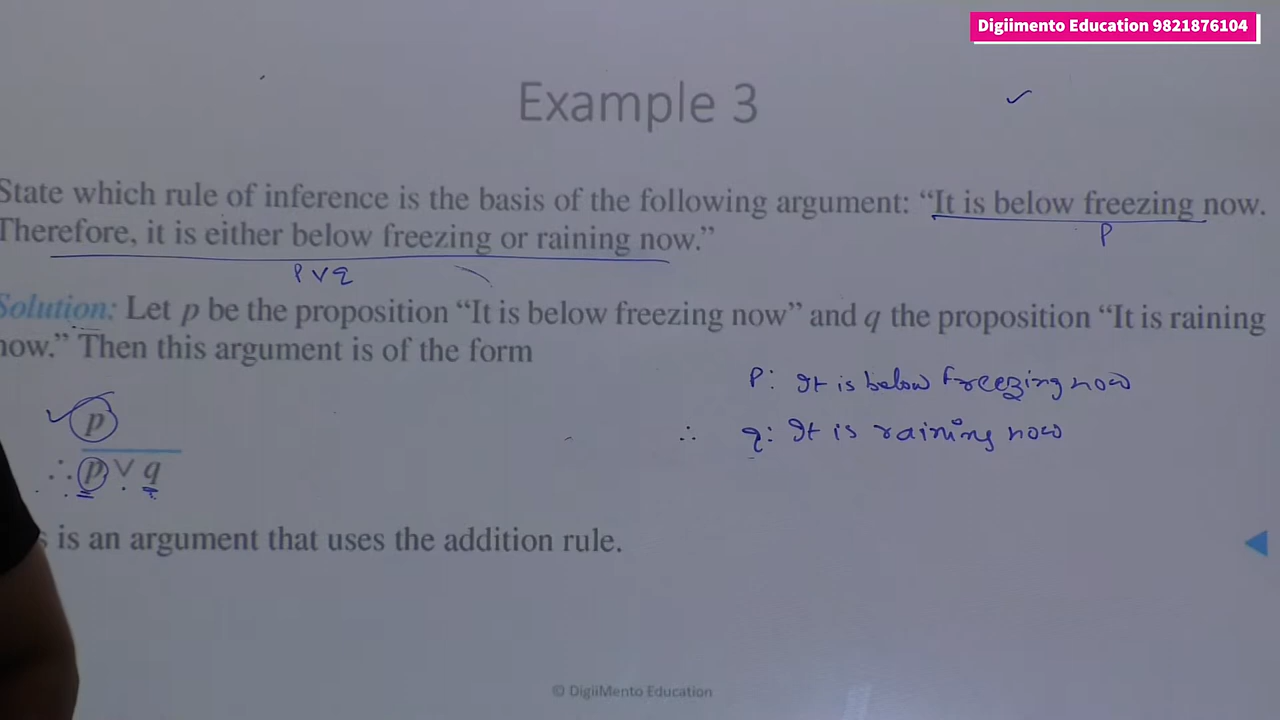 Digiimento Education 9821876104
Example 3
State which rule of inference is the basis of the following argument: “It is below freezing now.
P
Therefore, it is either below freezing or raining now.”
P ∨ q
Solution: Let p be the proposition “It is below freezing now” and q the proposition “It is raining
now.” Then this argument is of the form
P: It is below freezing now
p
∴ q: It is raining now
∴ p ∨ q
is an argument that uses the addition rule.
© DigiiMento Education